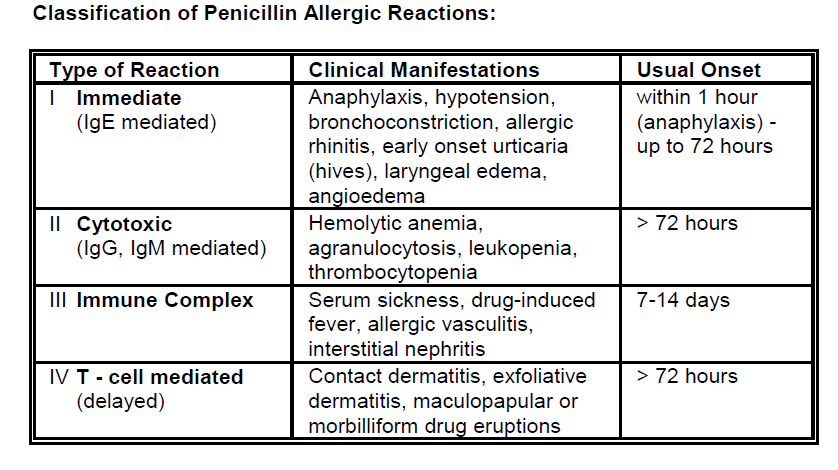 Classification of Penicillin Allergic Reactions:
Type of Reaction Clinical Manifestations Usual Onset
I Immediate
(IgE mediated)
Anaphylaxis, hypotension,
bronchoconstriction, allergic
rhinitis, early onset urticaria
(hives), laryngeal edema,
angioedema
within 1 hour
(anaphylaxis) -
up to 72 hours
II Cytotoxic
(IgG, IgM mediated)
Hemolytic anemia,
agranulocytosis, leukopenia,
thrombocytopenia
> 72 hours
III Immune Complex
Serum sickness, drug-induced
fever, allergic vasculitis,
interstitial nephritis
7-14 days
IV T - cell mediated
(delayed)
Contact dermatitis, exfoliative
dermatitis, maculopapular or
morbilliform drug eruptions
> 72 hours